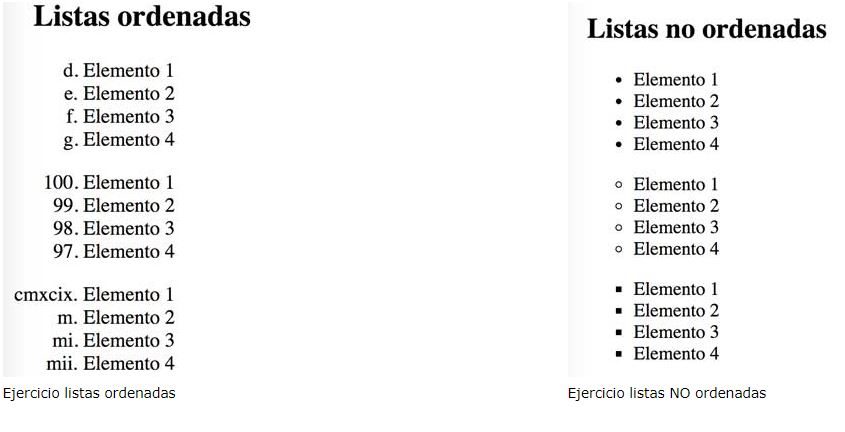 Listas ordenadas
d. Elemento 1
e. Elemento 2
f. Elemento 3
g. Elemento 4
100. Elemento 1
99. Elemento 2
98. Elemento 3
97. Elemento 4
cmxcix. Elemento 1
m. Elemento 2
mi. Elemento 3
mii. Elemento 4
Ejercicio listas ordenadas
Listas no ordenadas
• Elemento 1
• Elemento 2
• Elemento 3
• Elemento 4
◦ Elemento 1
◦ Elemento 2
◦ Elemento 3
◦ Elemento 4
▪ Elemento 1
▪ Elemento 2
▪ Elemento 3
▪ Elemento 4
Ejercicio listas NO ordenadas